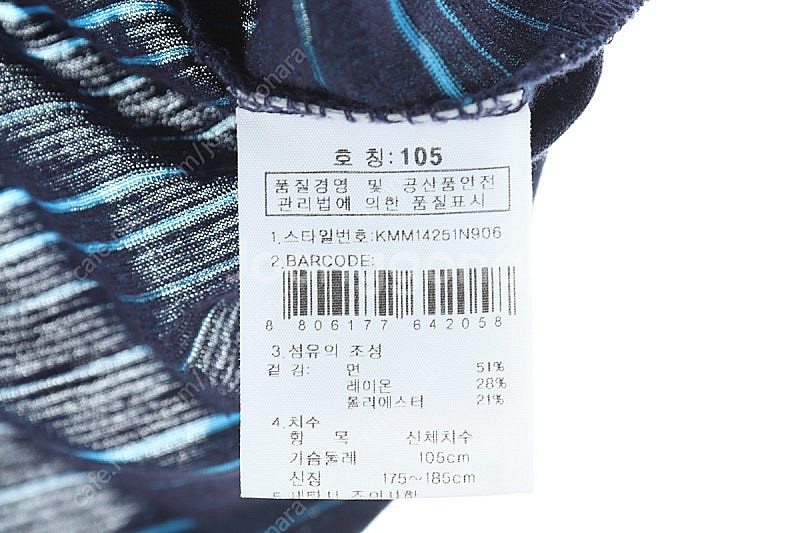 호 칭: 105
품질경영 및 공산품안전
관리법에 의한 품질표시
1.스타일번호:KMM14251N906
2.BARCODE:
8 806177 642058
3.섬유의 조성
겉 감: 면 51%
레이온 28%
폴리에스터 21%
4.치수
항 목 신체치수
가슴둘레 105cm
신장 175~185cm